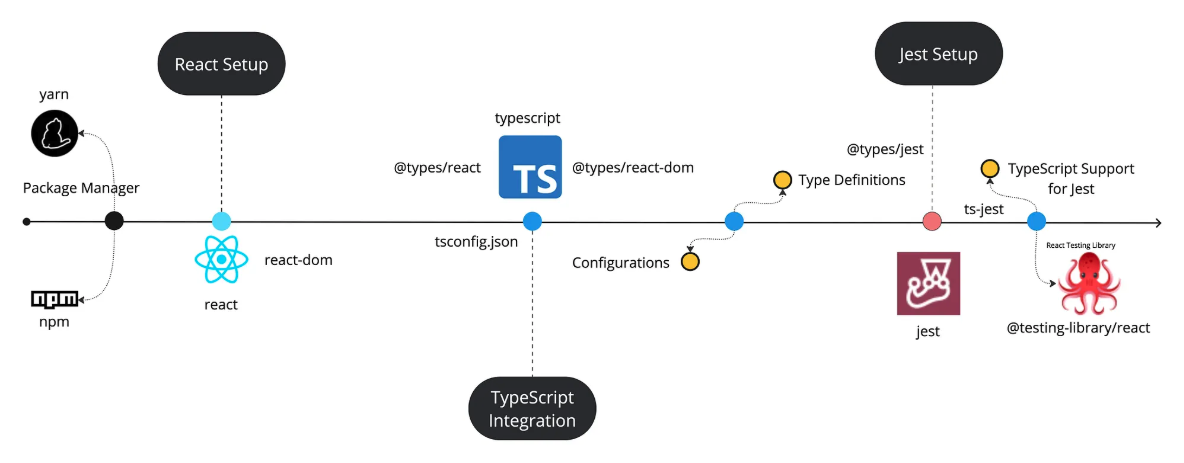 React Setup
Jest Setup
yarn
Package Manager
npm
npm
react-dom
react
typescript
@types/react
TS
@types/react-dom
tsconfig.json
TypeScript
Integration
Type Definitions
Configurations
@types/jest
jest
TypeScript Support
for Jest
ts-jest
React Testing Library
@testing-library/react